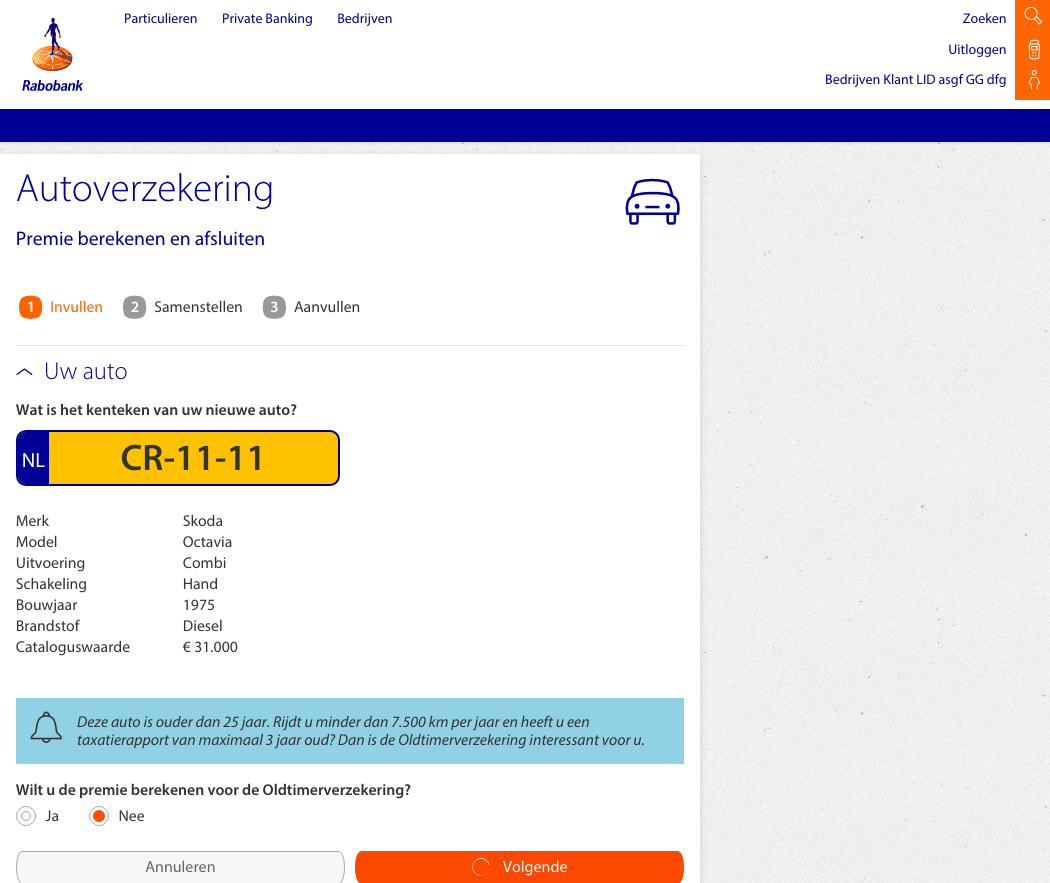 Particulieren Private Banking Bedrijven
Zoeken
Uitloggen
Bedrijven Klant LID asgf GG dfg
Rabobank
Autoverzekering
Premie berekenen en afsluiten
1 Invullen 2 Samenstellen 3 Aanvullen
Uw auto
Wat is het kenteken van uw nieuwe auto?
NL CR-11-11
Merk Skoda
Model Octavia
Uitvoering Combi
Schakeling Hand
Bouwjaar 1975
Brandstof Diesel
Cataloguswaarde € 31.000
Deze auto is ouder dan 25 jaar. Rijdt u minder dan 7.500 km per jaar en heeft u een
taxatierapport van maximaal 3 jaar oud? Dan is de Oldtimerverzekering interessant voor u.
Wilt u de premie berekenen voor de Oldtimerverzekering?
Ja Nee
Annuleren Volgende